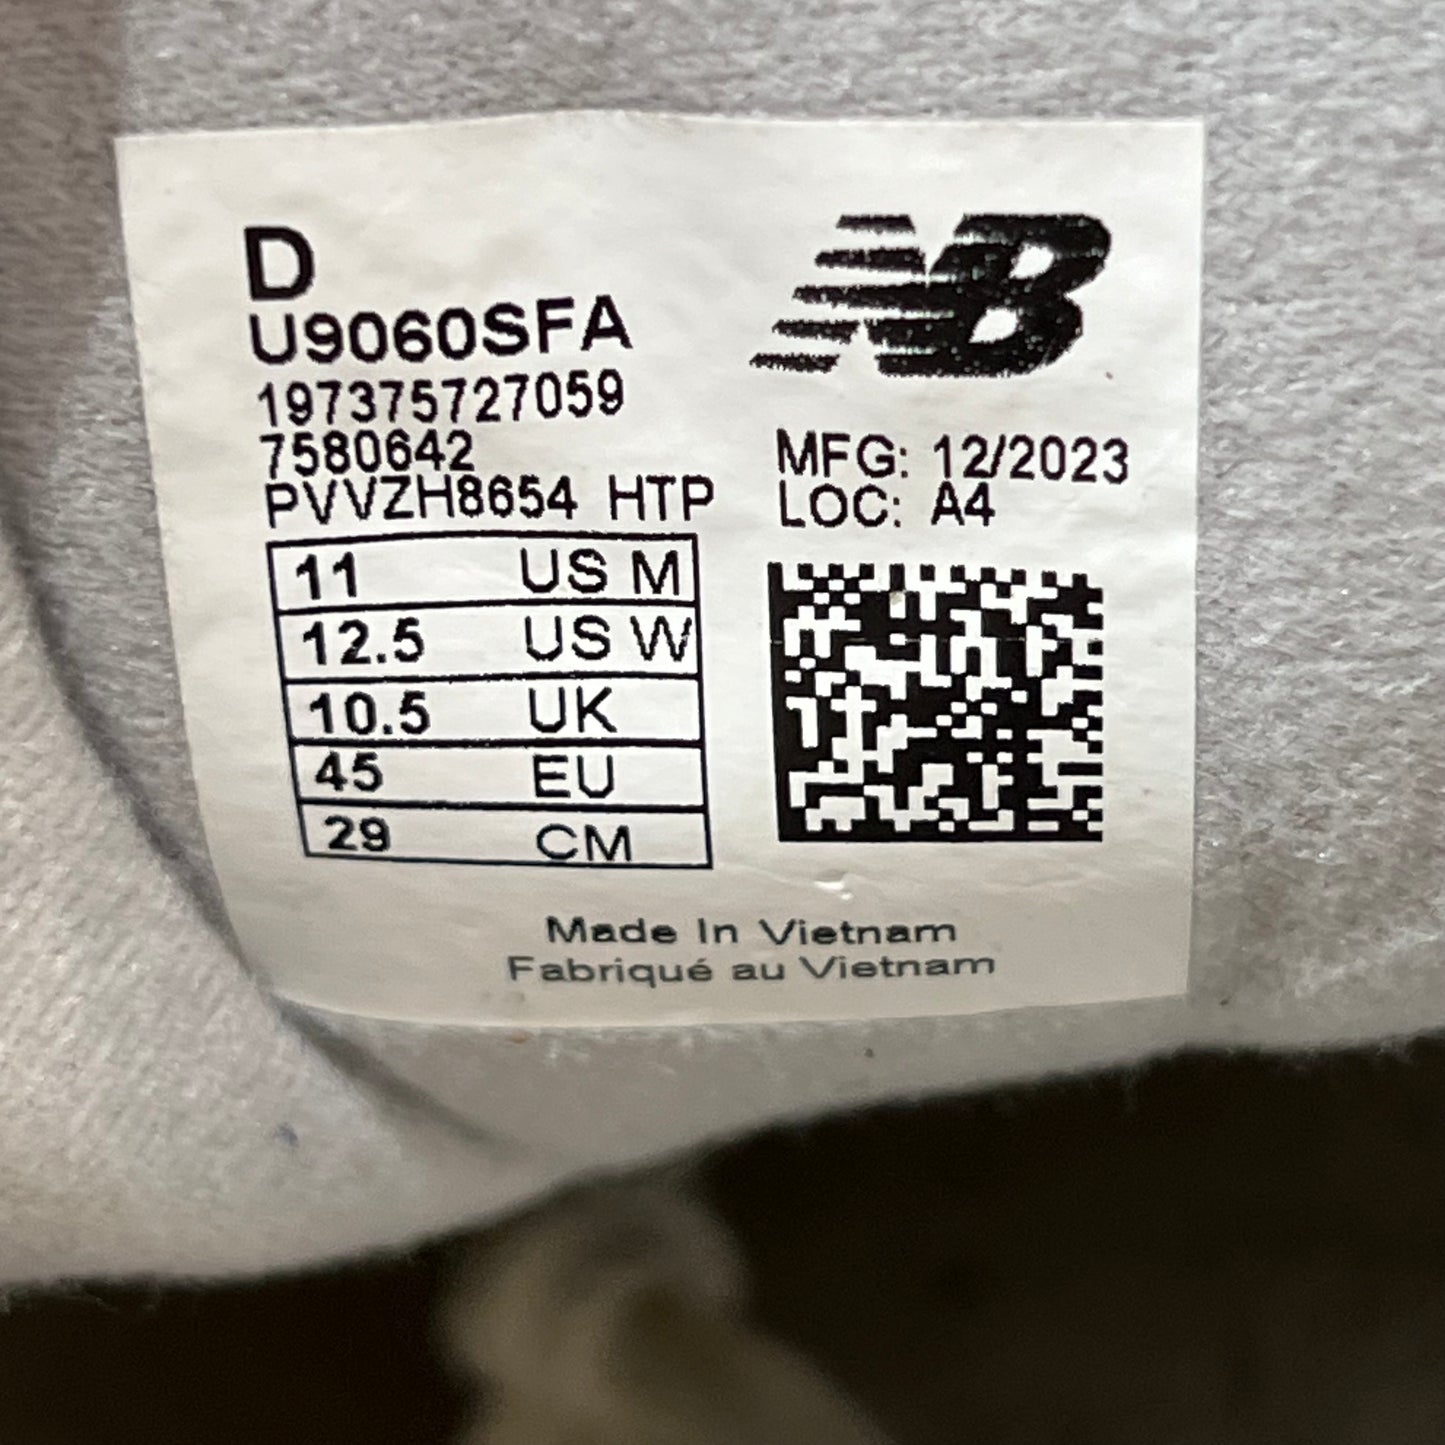 D
U9060SFA
197375727059
7580642
PVVZH8654 HTP
NB
MFG: 12/2023
LOC: A4
11 US M
12.5 US W
10.5 UK
45 EU
29 CM
Made In Vietnam
Fabriqué au Vietnam